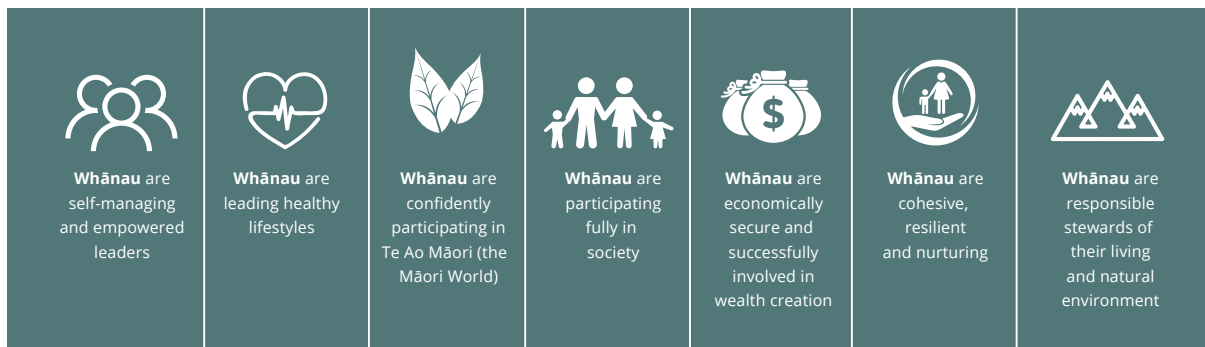 Whānau are
self-managing
and empowered
leaders
Whānau are
leading healthy
lifestyles
Whānau are
confidently
participating in
Te Ao Māori (the
Māori World)
Whānau are
participating
fully in
society
$
Whānau are
economically
secure and
successfully
involved in
wealth creation
Whānau are
cohesive,
resilient
and nurturing
Whānau are
responsible
stewards of
their living
and natural
environment